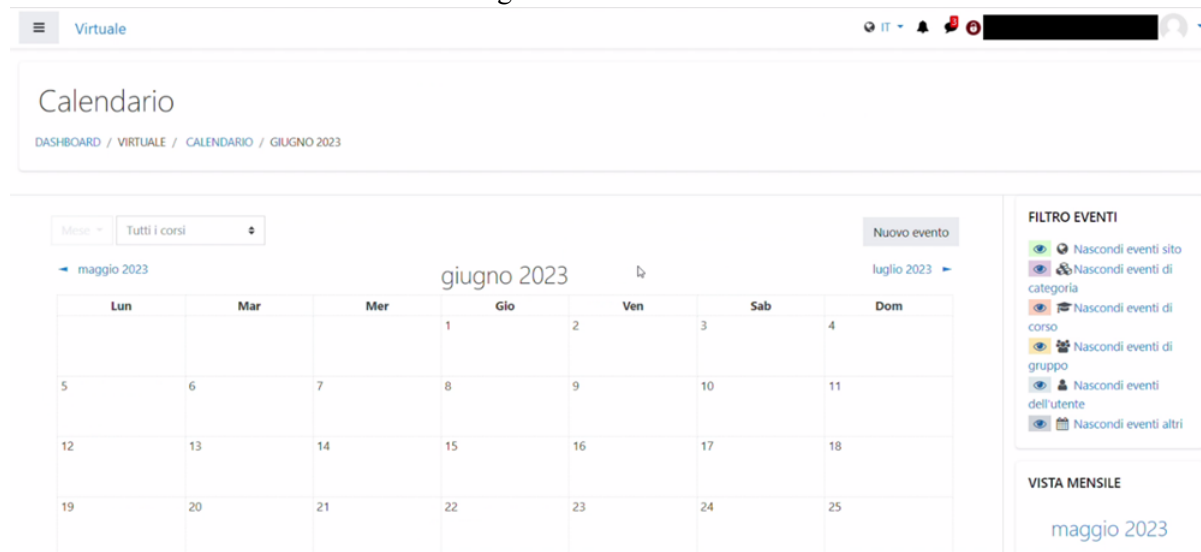 Virtuale
IT
3
Calendario
DASHBOARD / VIRTUALE / CALENDARIO / GIUGNO 2023
Mese
Tutti i corsi
Nuovo evento
maggio 2023
giugno 2023
luglio 2023
Lun Mar Mer Gio Ven Sab Dom
1 2 3 4
5 6 7 8 9 10 11
12 13 14 15 16 17 18
19 20 21 22 23 24 25
FILTRO EVENTI
Nascondi eventi sito
Nascondi eventi di
categoria
Nascondi eventi di
corso
Nascondi eventi di
gruppo
Nascondi eventi
dell'utente
Nascondi eventi altri
VISTA MENSILE
maggio 2023